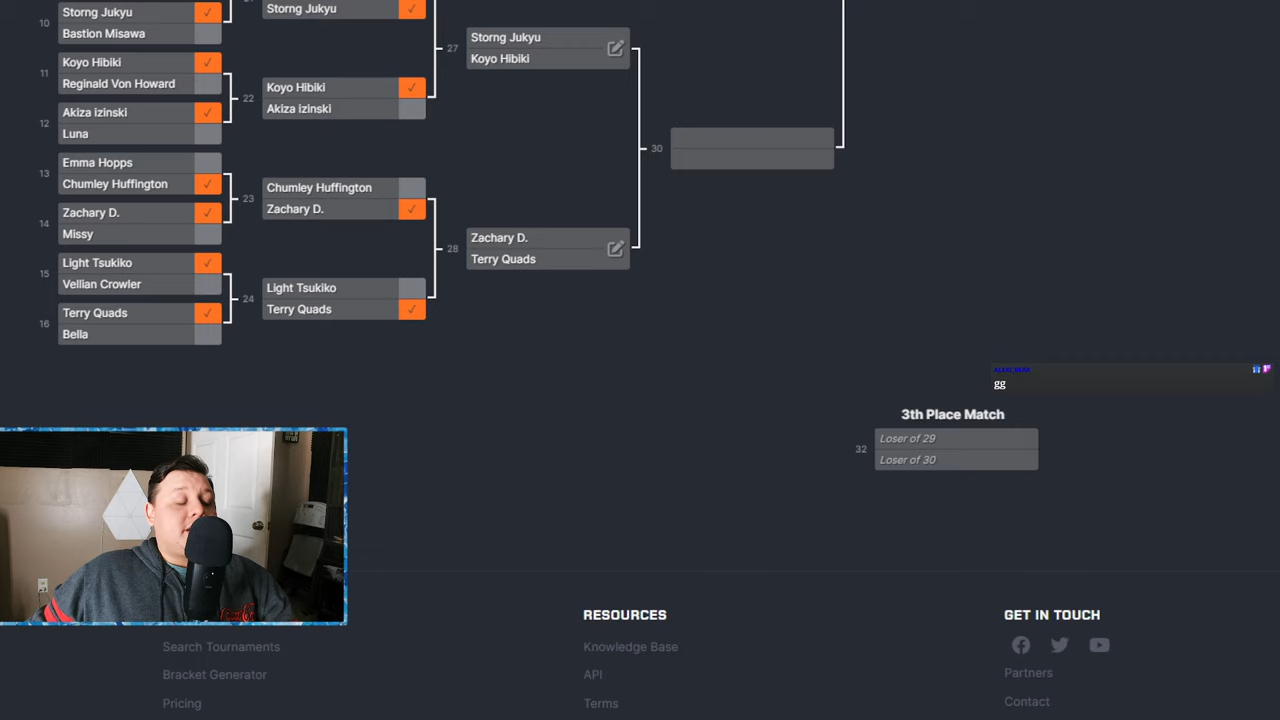 10
Storng Jukyu ✓
Bastion Misawa
Storng Jukyu ✓
27
Storng Jukyu
Koyo Hibiki
11
Koyo Hibiki ✓
Reginald Von Howard
22
Koyo Hibiki ✓
Akiza izinski
12
Akiza izinski ✓
Luna
30
13
Emma Hopps
Chumley Huffington ✓
23
Chumley Huffington
Zachary D. ✓
14
Zachary D. ✓
Missy
28
Zachary D.
Terry Quads
15
Light Tsukiko ✓
Vellian Crowler
24
Light Tsukiko
Terry Quads ✓
16
Terry Quads ✓
Bella
gg
3th Place Match
32
Loser of 29
Loser of 30
RESOURCES
GET IN TOUCH
Search Tournaments
Knowledge Base
Bracket Generator
API
Partners
Pricing
Terms
Contact